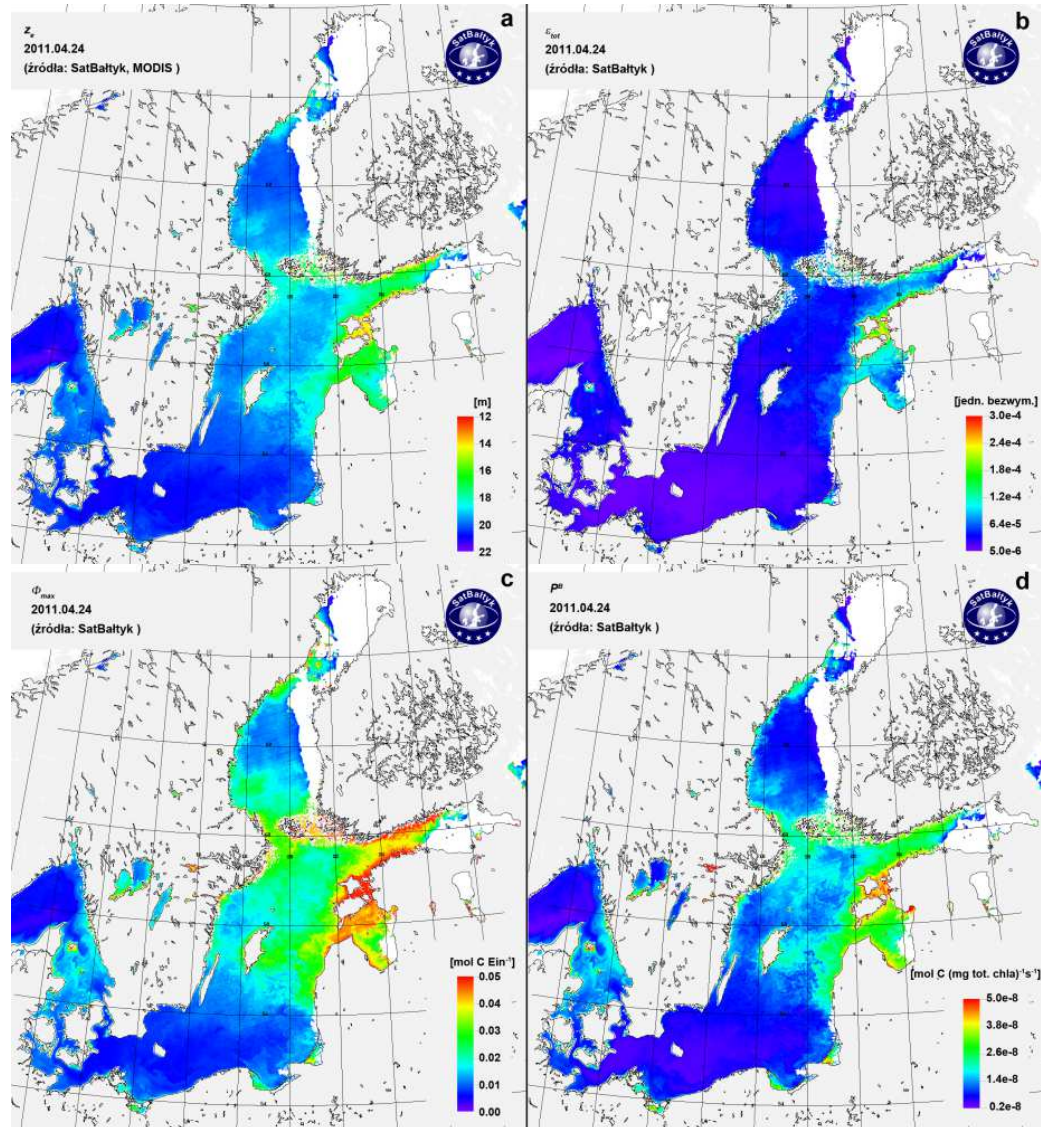 a
z_e
2011.04.24
(źródła: SatBałtyk, MODIS )
SatBałtyk
[m]
12
14
16
18
20
22
b
ε_tot
2011.04.24
(źródła: SatBałtyk )
SatBałtyk
[jedn. bezwym.]
3.0e-4
2.4e-4
1.8e-4
1.2e-4
6.4e-5
5.0e-6
c
Φ_max
2011.04.24
(źródła: SatBałtyk )
SatBałtyk
[mol C Ein⁻¹]
0.05
0.04
0.03
0.02
0.01
0.00
d
P^B
2011.04.24
(źródła: SatBałtyk )
SatBałtyk
[mol C (mg tot. chla)⁻¹s⁻¹]
5.0e-8
3.8e-8
2.6e-8
1.4e-8
0.2e-8